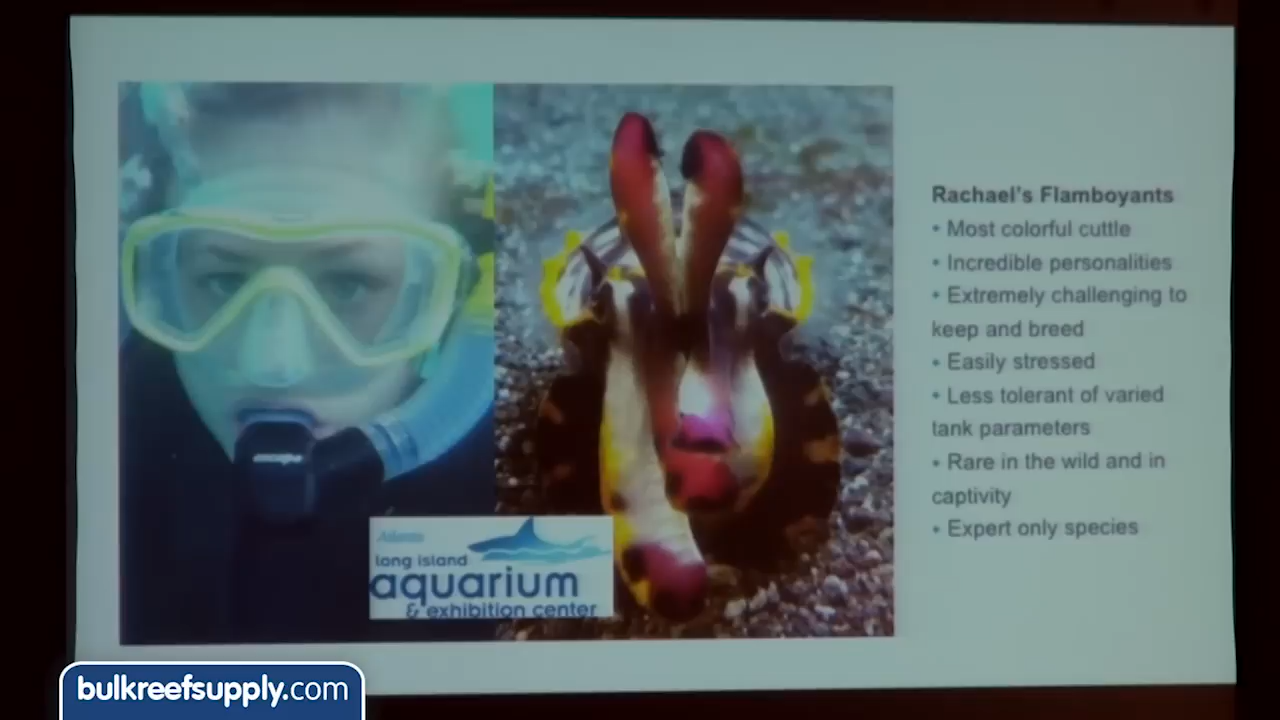 Rachael's Flamboyants
• Most colorful cuttle
• Incredible personalities
• Extremely challenging to
keep and breed
• Easily stressed
• Less tolerant of varied
tank parameters
• Rare in the wild and in
captivity
• Expert only species
Atlantis
long island
aquarium
& exhibition center
bulkreefsupply.com